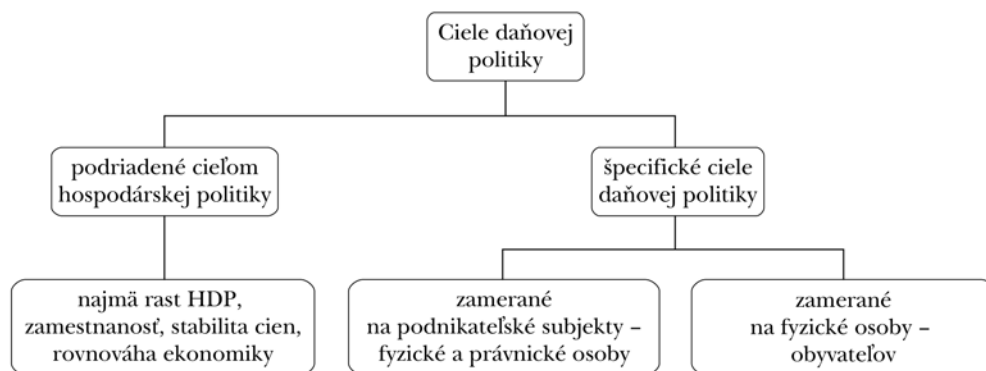 Ciele daňovej
politiky
podriadené cieľom
hospodárskej politiky
špecifické ciele
daňovej politiky
najmä rast HDP,
zamestnanosť, stabilita cien,
rovnováha ekonomiky
zamerané
na podnikateľské subjekty –
fyzické a právnické osoby
zamerané
na fyzické osoby –
obyvateľov